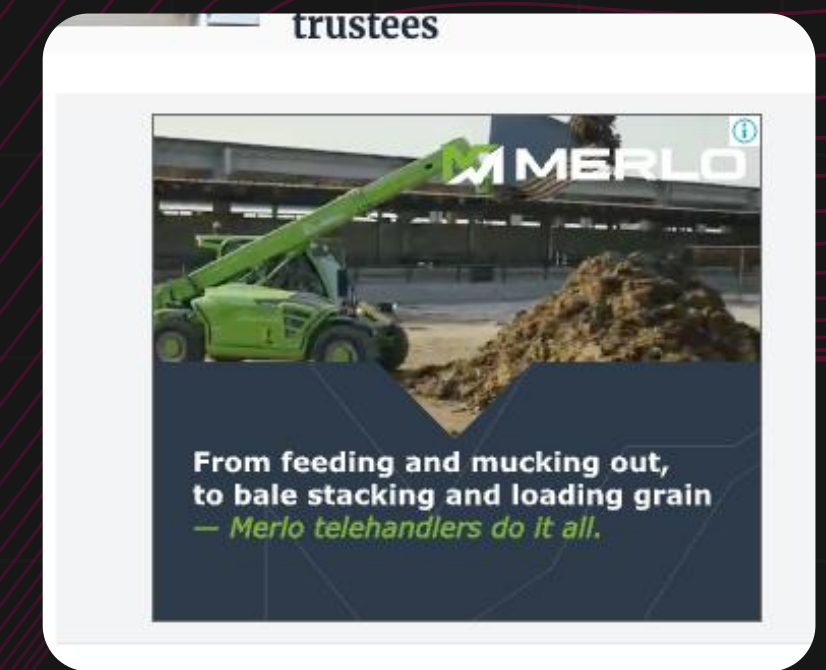 trustees
MERLO
From feeding and mucking out,
to bale stacking and loading grain
— Merlo telehandlers do it all.